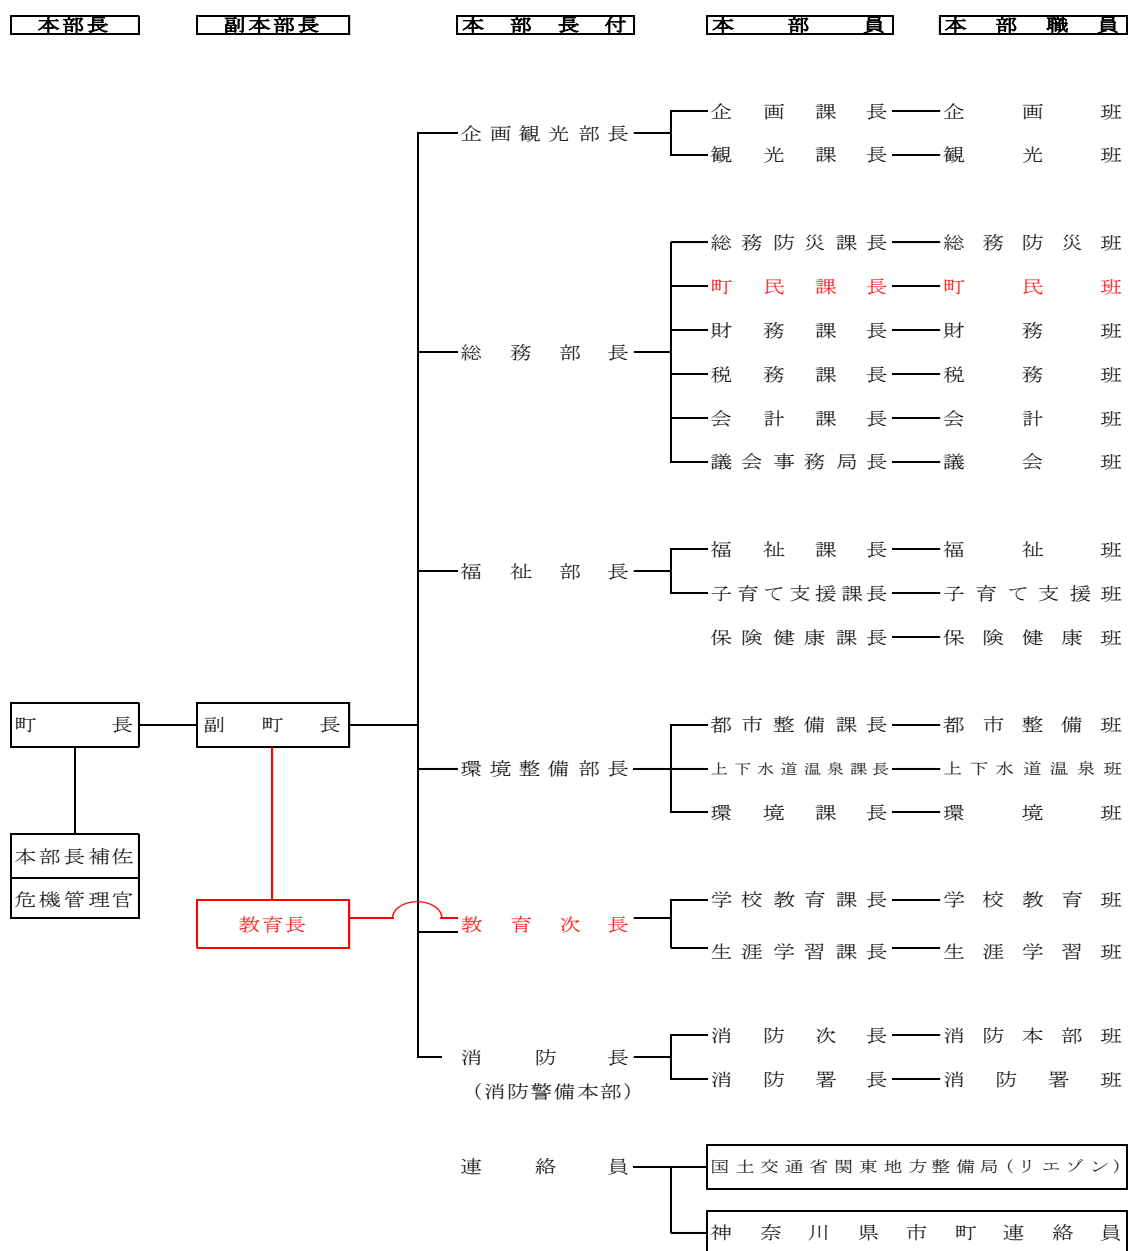 本部長 副本部長 本部長付 本部員 本部職員
企画課長 企画班
企画観光部長
観光課長 観光班
総務防災課長 総務防災班
町民課長 町民班
財務課長 財務班
総務部長
税務課長 税務班
会計課長 会計班
議会事務局長 議会班
福祉課長 福祉班
福祉部長
子育て支援課長 子育て支援班
保険健康課長 保険健康班
町長 副町長 都市整備課長 都市整備班
環境整備部長 上下水道温泉課長 上下水道温泉班
環境課長 環境班
本部長補佐
危機管理官 学校教育課長 学校教育班
教育長 教育次長
生涯学習課長 生涯学習班
消防次長 消防本部班
消防長
消防署長 消防署班
(消防警備本部)
連絡員 国土交通省関東地方整備局(リエゾン)
神奈川県市町連絡員